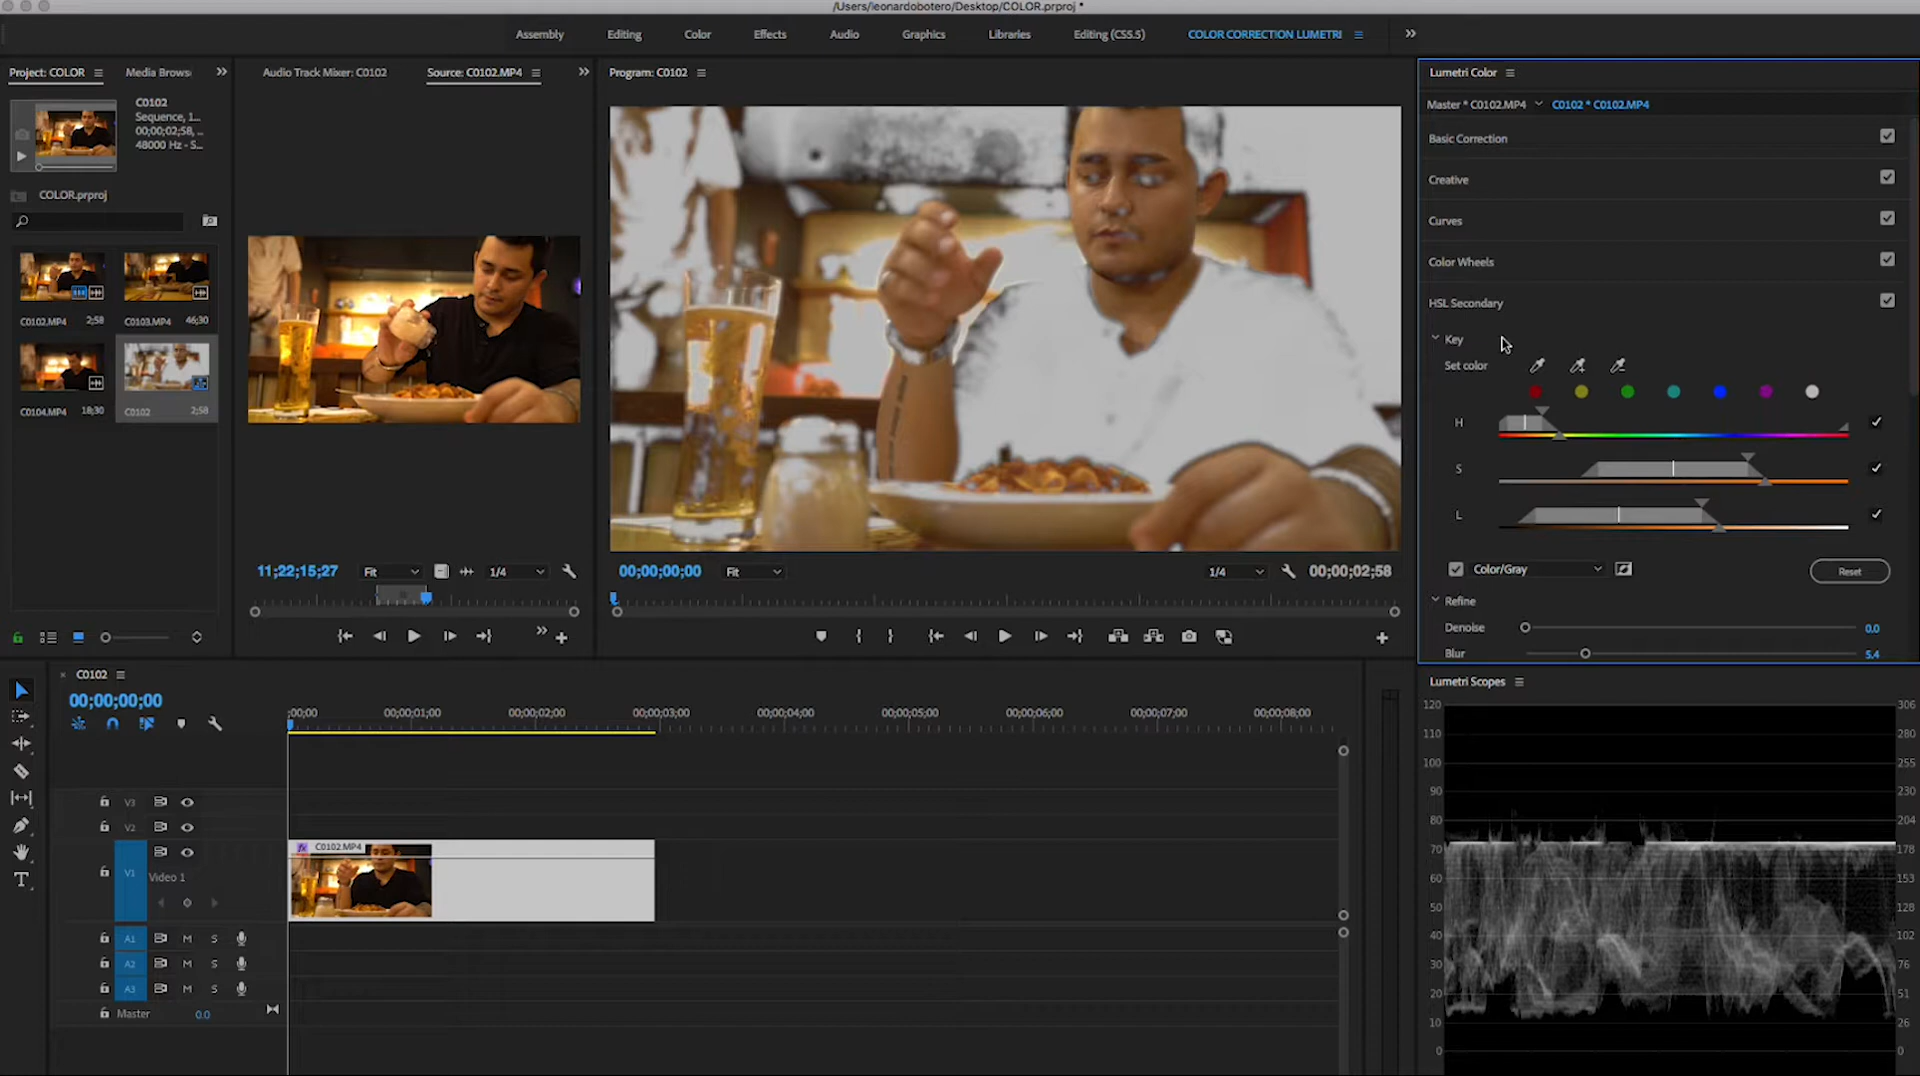 /Users/leonardobotero/Desktop/COLOR.prproj *
Assembly Editing Color Effects Audio Graphics Libraries Editing (CS5.5) COLOR CORRECTION LUMETRI
Project: COLOR Media Brows
C0102
Sequence, 1...
00;00;02;58, ..
48000 Hz - S...
COLOR.prproj
C0102.MP4 2;58 C0103.MP4 46;30
C0104.MP4 18;30 C0102 2;58
Audio Track Mixer: C0102 Source: C0102.MP4
11;22;15;27 Fit 1/4
Program: C0102
00;00;00;00 Fit 1/4 00;00;02;58
Lumetri Color
Master * C0102.MP4 C0102 * C0102.MP4
Basic Correction
Creative
Curves
Color Wheels
HSL Secondary
Key
Set color
H
S
L
Color/Gray Reset
Refine
Denoise 0.0
Blur 5.4
C0102
00;00;00;00
;00;00 00;00;01;00 00;00;02;00 00;00;03;00 00;00;04;00 00;00;05;00 00;00;06;00 00;00;07;00 00;00;08;00
V3
V2
V1 Video 1
fx C0102.MP4
A1 M S
A2 M S
A3 M S
Master 0.0
Lumetri Scopes
120 306
110 280
100 255
90 230
80 204
70 178
60 153
50 128
40 102
30 76
20 51
10 26
0 0